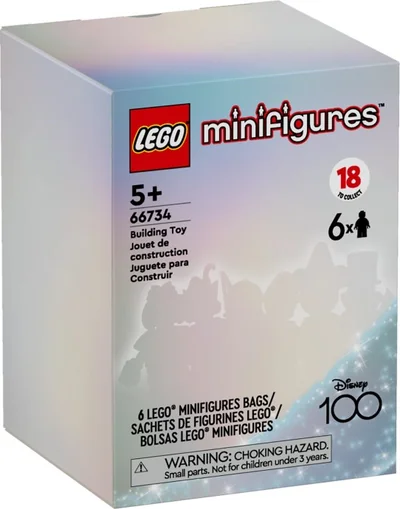 LEGO
minifigures™
5+
66734
Building Toy
Jouet de
construction
Juguete para
Construir
18
TO COLLECT
6x
6 LEGO® MINIFIGURES BAGS/
SACHETS DE FIGURINES LEGO®/
BOLSAS LEGO® MINIFIGURES
Disney
100
WARNING: CHOKING HAZARD.
Small parts. Not for children under 3 years.